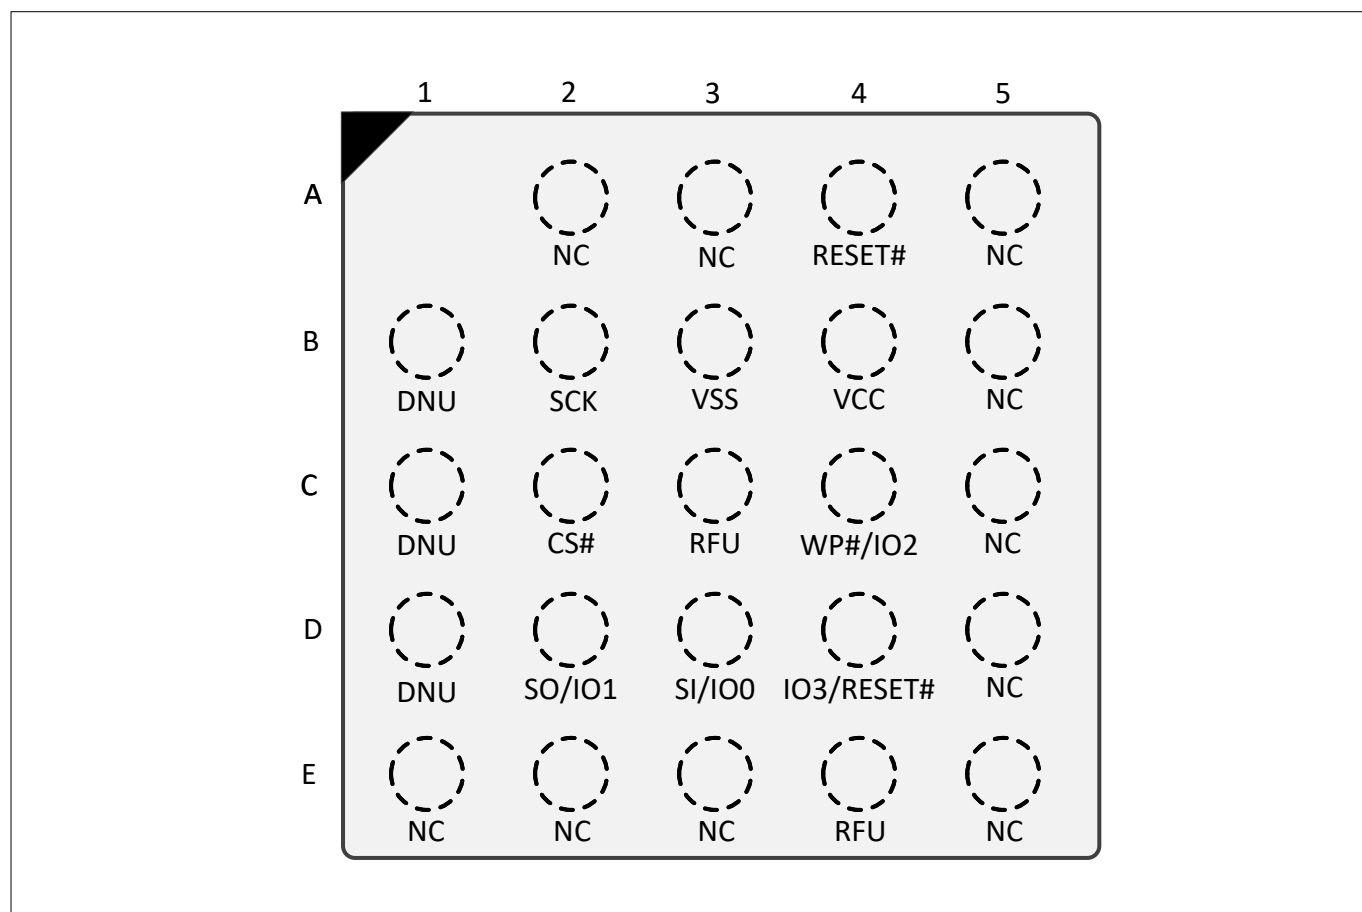 1 2 3 4 5
A
NC NC RESET# NC
B
DNU SCK VSS VCC NC
C
DNU CS# RFU WP#/IO2 NC
D
DNU SO/IO1 SI/IO0 IO3/RESET# NC
E
NC NC NC RFU NC